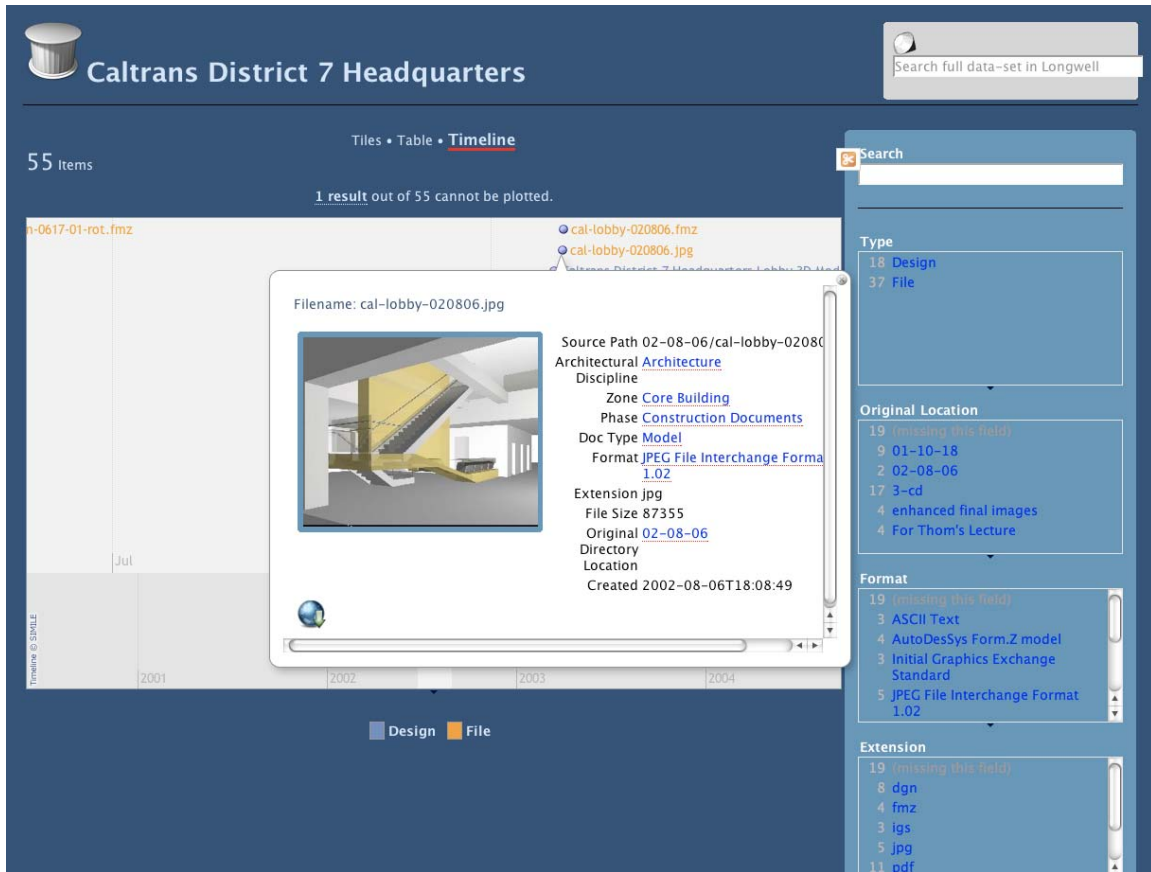 Caltrans District 7 Headquarters
Search full data-set in Longwell
Tiles • Table • Timeline
55 Items
1 result out of 55 cannot be plotted.
n-0617-01-rot.fmz
cal-lobby-020806.fmz
cal-lobby-020806.jpg
Caltrans District 7 Headquarters Lobby 3D Mod
Filename: cal-lobby-020806.jpg
Source Path 02-08-06/cal-lobby-02080
Architectural Discipline Architecture
Zone Core Building
Phase Construction Documents
Doc Type Model
Format JPEG File Interchange Forma
1.02
Extension jpg
File Size 87355
Original Directory Location 02-08-06
Created 2002-08-06T18:08:49
Jul
Timeline © SIMILE
2001
2002
2003
2004
Design
File
Search
Type
18 Design
37 File
Original Location
19 (missing this field)
9 01-10-18
2 02-08-06
17 3-cd
4 enhanced final images
4 For Thom's Lecture
Format
19 (missing this field)
3 ASCII Text
4 AutoDesSys Form.Z model
3 Initial Graphics Exchange
Standard
5 JPEG File Interchange Format
1.02
Extension
19 (missing this field)
8 dgn
4 fmz
3 igs
5 jpg
11 pdf